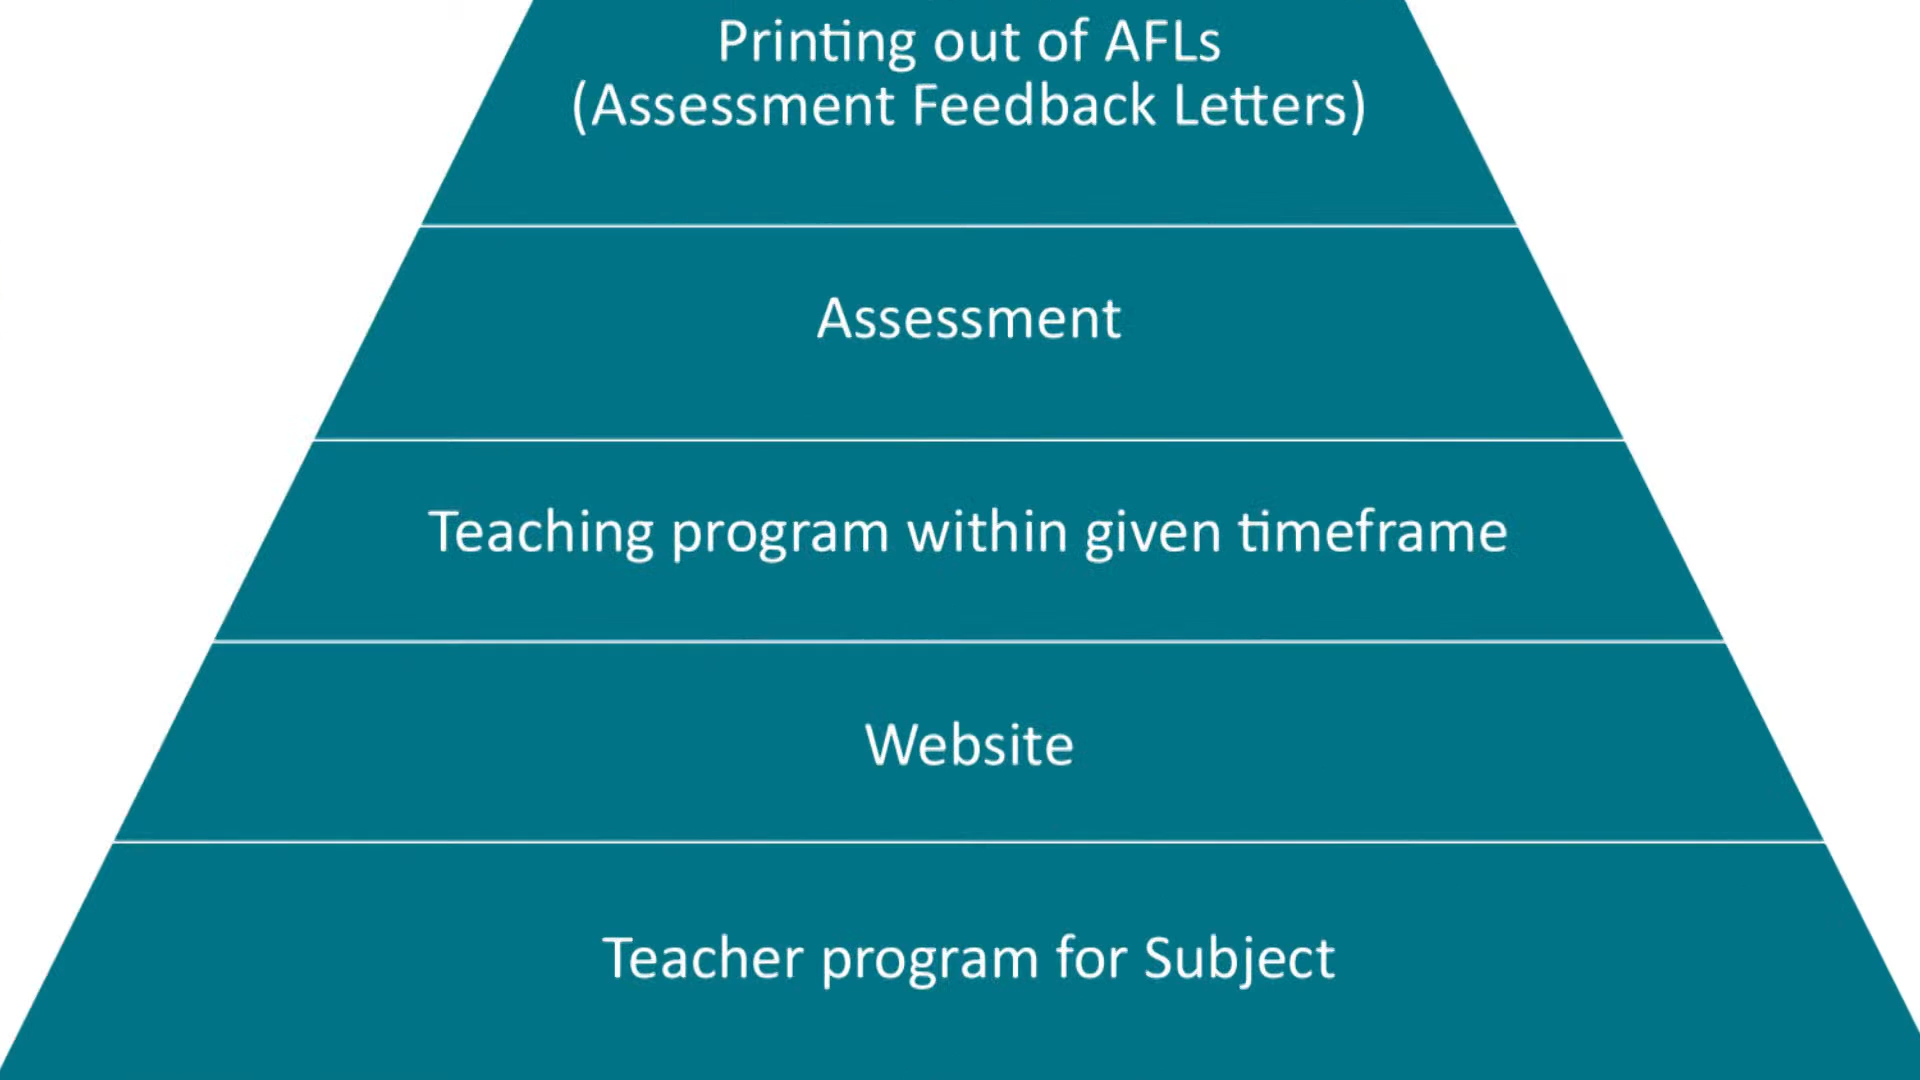 Printing out of AFLs
(Assessment Feedback Letters)
Assessment
Teaching program within given timeframe
Website
Teacher program for Subject